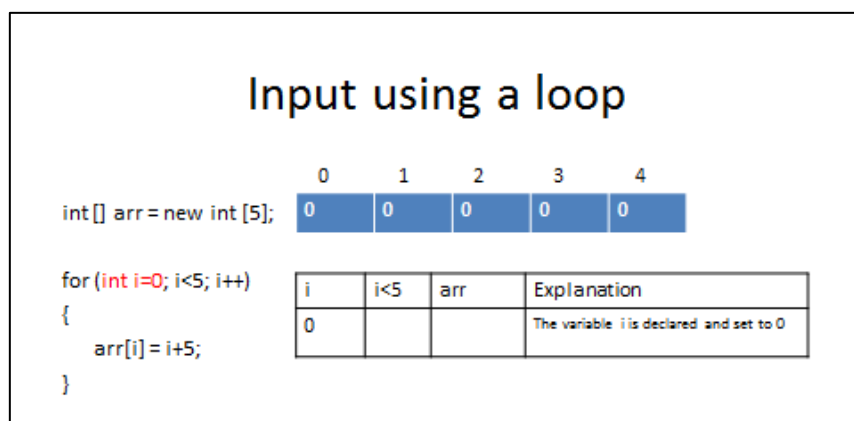 Input using a loop
0 1 2 3 4
int [] arr = new int [5]; 0 0 0 0 0
for (int i=0; i<5; i++)
{
arr[i] = i+5;
}
i i<5 arr Explanation
0 The variable i is declared and set to 0